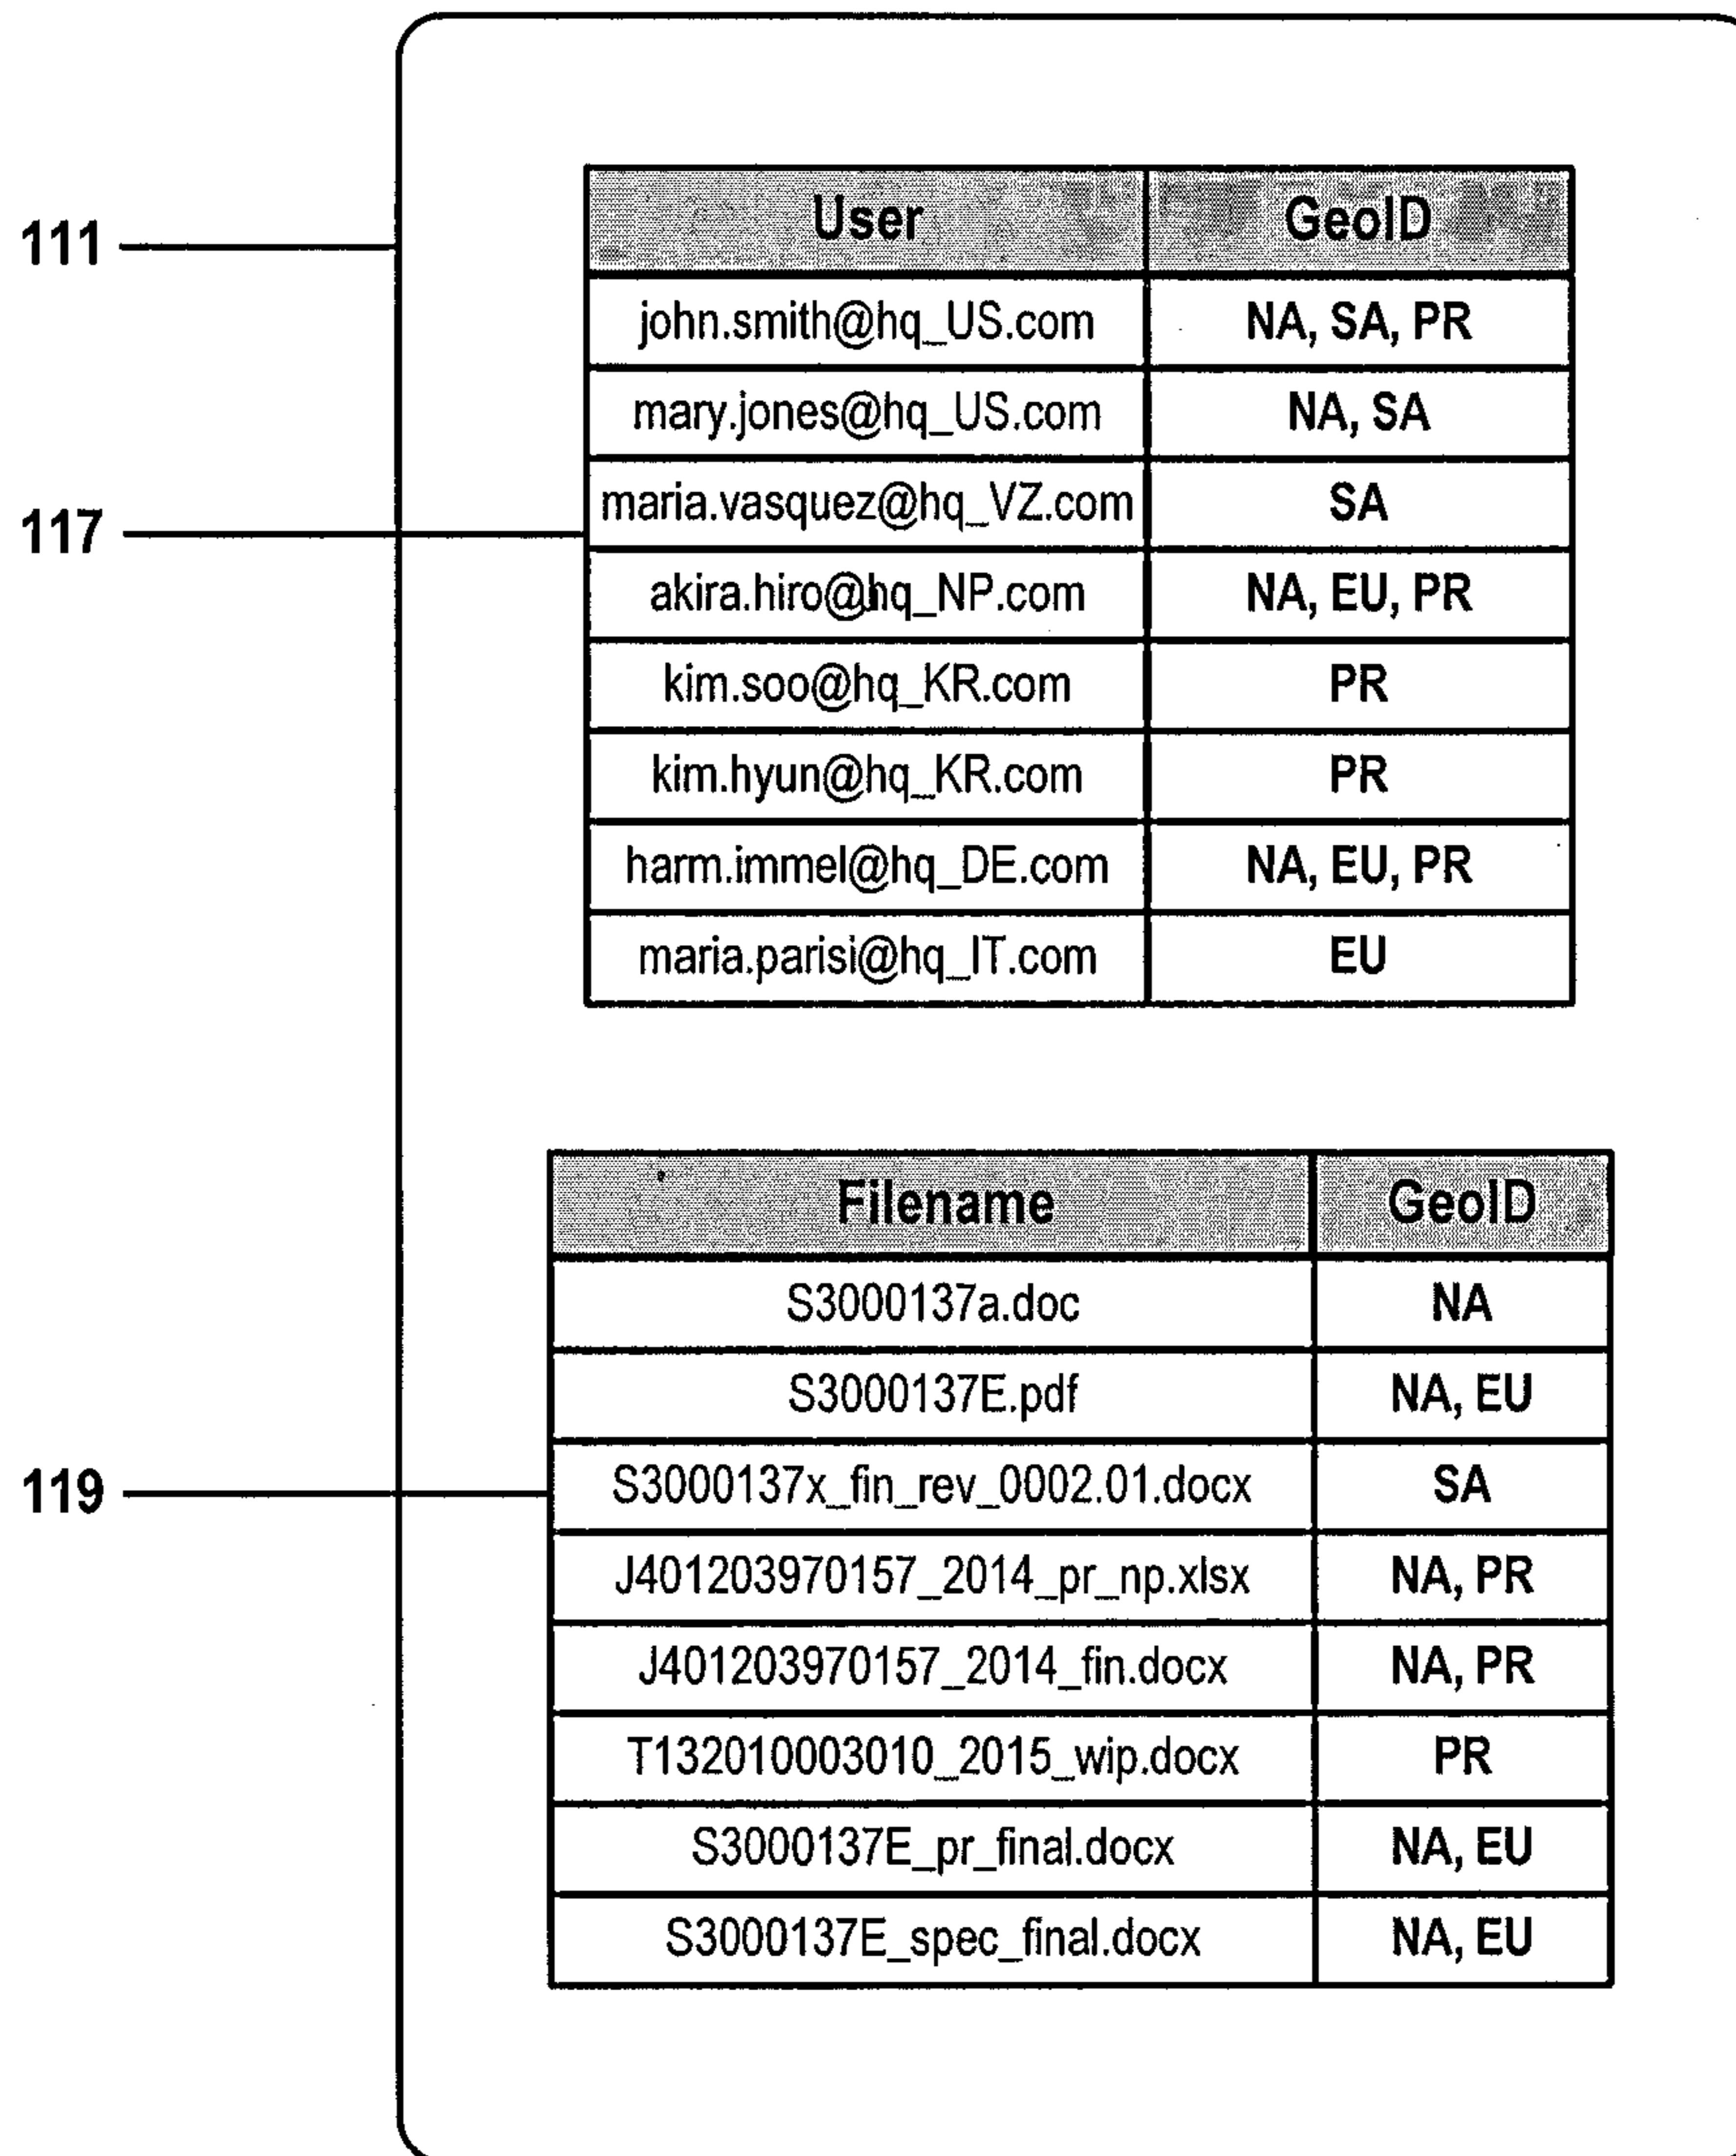 111
User GeoID
john.smith@hq_US.com NA, SA, PR
mary.jones@hq_US.com NA, SA
maria.vasquez@hq_VZ.com SA
117
akira.hiro@hq_NP.com NA, EU, PR
kim.soo@hq_KR.com PR
kim.hyun@hq_KR.com PR
harm.immel@hq_DE.com NA, EU, PR
maria.parisi@hq_IT.com EU
Filename GeoID
S3000137a.doc NA
S3000137E.pdf NA, EU
119
S3000137x_fin_rev_0002.01.docx SA
J401203970157_2014_pr_np.xlsx NA, PR
J401203970157_2014_fin.docx NA, PR
T132010003010_2015_wip.docx PR
S3000137E_pr_final.docx NA, EU
S3000137E_spec_final.docx NA, EU